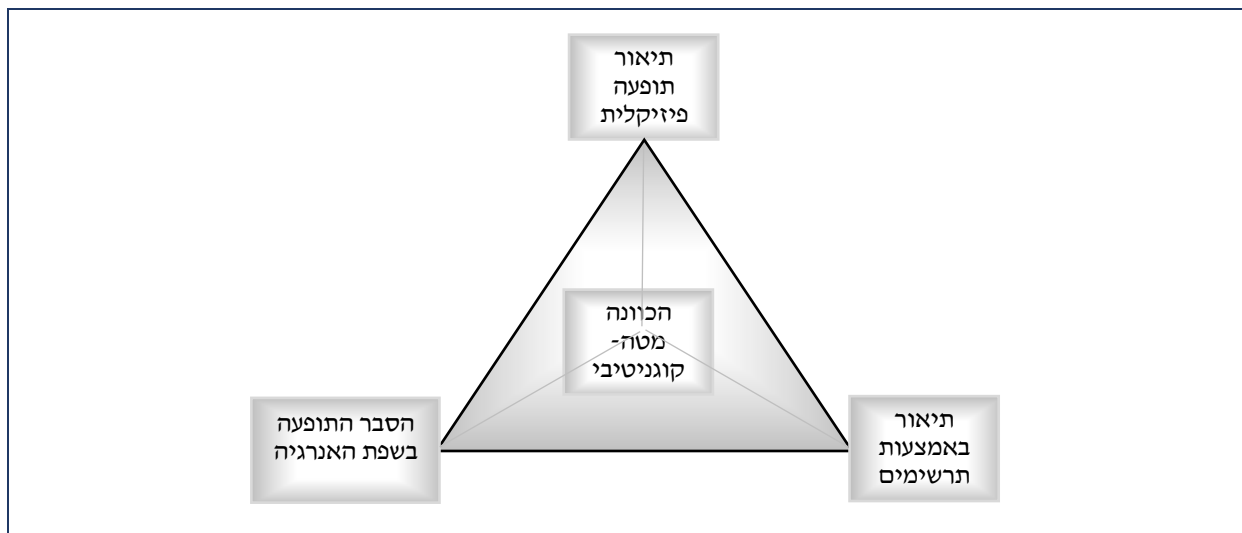 תיאור
תופעה
פיזיקלית
הכוונה
מטה-
קוגניטיבי
הסבר התופעה
בשפת האנרגיה
תיאור
באמצעות
תרשימים